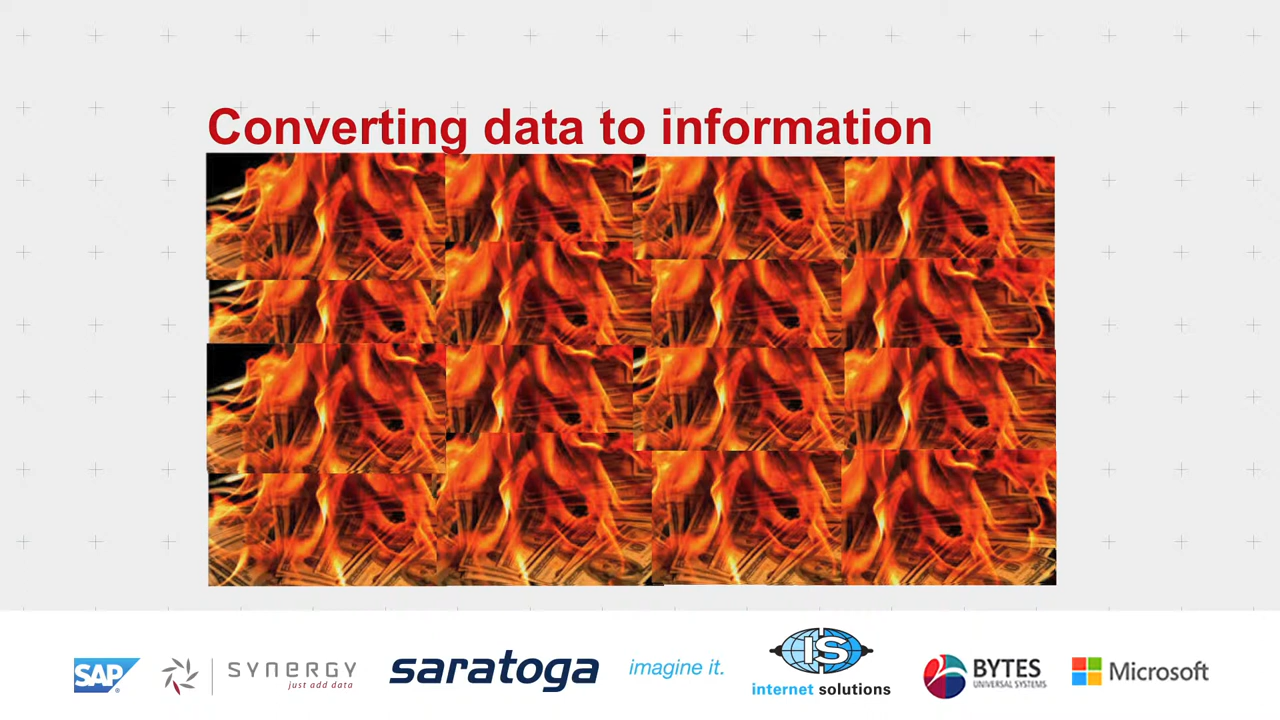 Converting data to information
SAP
SYNERGY
just add data
saratoga
imagine it.
IS
internet solutions
BYTES
UNIVERSAL SYSTEMS
Microsoft